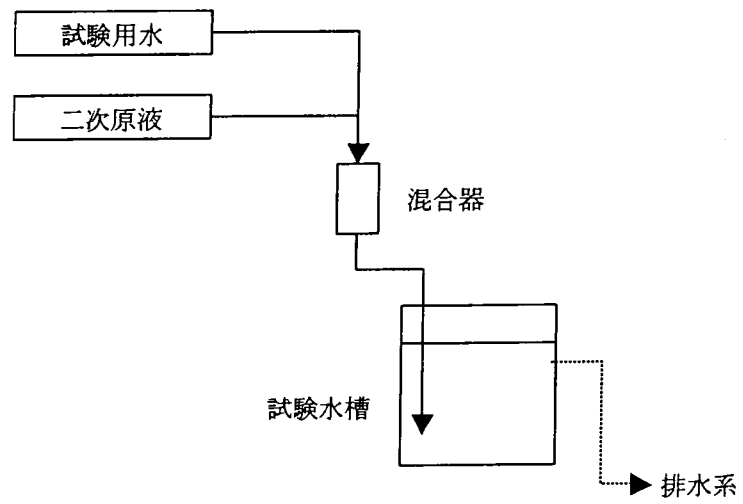 試験用水
二次原液
混合器
試験水槽
排水系